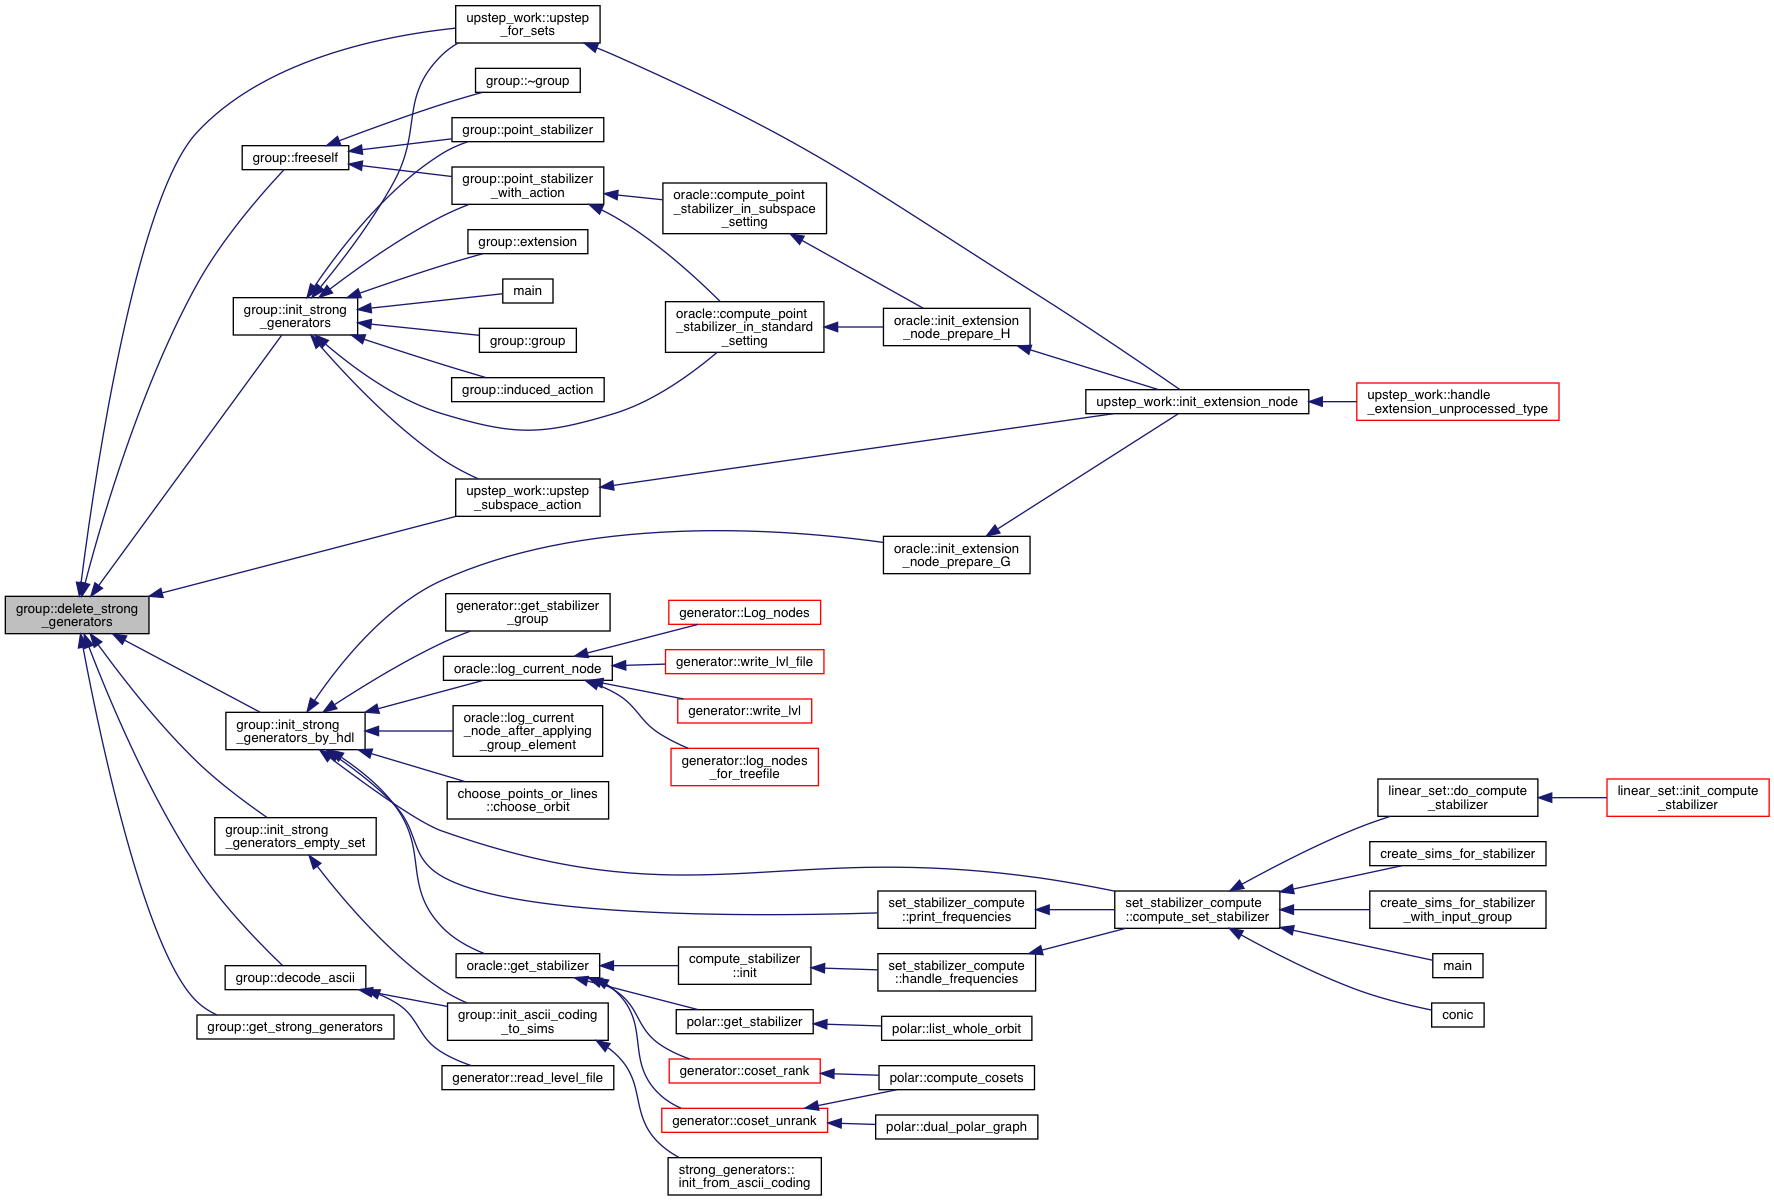 upstep_work::upstep
_for_sets
group::~group
group::point_stabilizer
group::freeself
group::point_stabilizer
_with_action
oracle::compute_point
_stabilizer_in_subspace
_setting
group::extension
main
group::init_strong
_generators
oracle::compute_point
_stabilizer_in_standard
_setting
oracle::init_extension
_node_prepare_H
group::group
group::induced_action
upstep_work::init_extension_node
upstep_work::handle
_extension_unprocessed_type
upstep_work::upstep
_subspace_action
oracle::init_extension
_node_prepare_G
group::delete_strong
_generators
generator::get_stabilizer
_group
generator::Log_nodes
oracle::log_current_node
generator::write_lvl_file
generator::write_lvl
group::init_strong
_generators_by_hdl
oracle::log_current
_node_after_applying
_group_element
generator::log_nodes
_for_treefile
choose_points_or_lines
::choose_orbit
linear_set::do_compute
_stabilizer
linear_set::init_compute
_stabilizer
group::init_strong
_generators_empty_set
create_sims_for_stabilizer
set_stabilizer_compute
::print_frequencies
set_stabilizer_compute
::compute_set_stabilizer
create_sims_for_stabilizer
_with_input_group
oracle::get_stabilizer
compute_stabilizer
::init
set_stabilizer_compute
::handle_frequencies
main
group::decode_ascii
conic
group::get_strong_generators
group::init_ascii_coding
_to_sims
polar::get_stabilizer
polar::list_whole_orbit
generator::read_level_file
generator::coset_rank
polar::compute_cosets
generator::coset_unrank
polar::dual_polar_graph
strong_generators::
init_from_ascii_coding